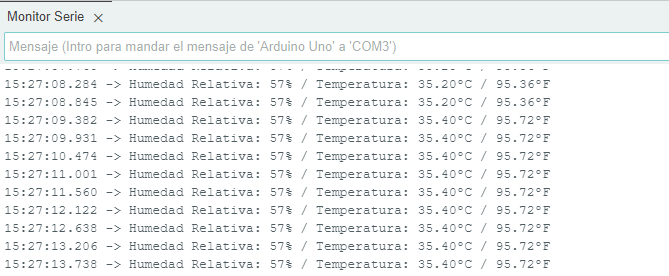 Monitor Serie ×
Mensaje (Intro para mandar el mensaje de 'Arduino Uno' a 'COM3')
15:27:08.284 -> Humedad Relativa: 57% / Temperatura: 35.20°C / 95.36°F
15:27:08.845 -> Humedad Relativa: 57% / Temperatura: 35.20°C / 95.36°F
15:27:09.382 -> Humedad Relativa: 57% / Temperatura: 35.40°C / 95.72°F
15:27:09.931 -> Humedad Relativa: 57% / Temperatura: 35.40°C / 95.72°F
15:27:10.474 -> Humedad Relativa: 57% / Temperatura: 35.40°C / 95.72°F
15:27:11.001 -> Humedad Relativa: 57% / Temperatura: 35.40°C / 95.72°F
15:27:11.560 -> Humedad Relativa: 57% / Temperatura: 35.40°C / 95.72°F
15:27:12.122 -> Humedad Relativa: 57% / Temperatura: 35.40°C / 95.72°F
15:27:12.638 -> Humedad Relativa: 57% / Temperatura: 35.40°C / 95.72°F
15:27:13.206 -> Humedad Relativa: 57% / Temperatura: 35.40°C / 95.72°F
15:27:13.738 -> Humedad Relativa: 57% / Temperatura: 35.40°C / 95.72°F